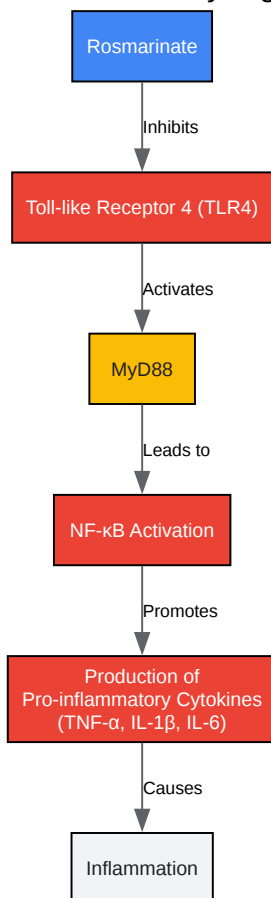 Rosmarinate
Inhibits
Toll-like Receptor 4 (TLR4)
Activates
MyD88
Leads to
NF-κB Activation
Promotes
Production of
Pro-inflammatory Cytokines
(TNF-α, IL-1β, IL-6)
Causes
Inflammation